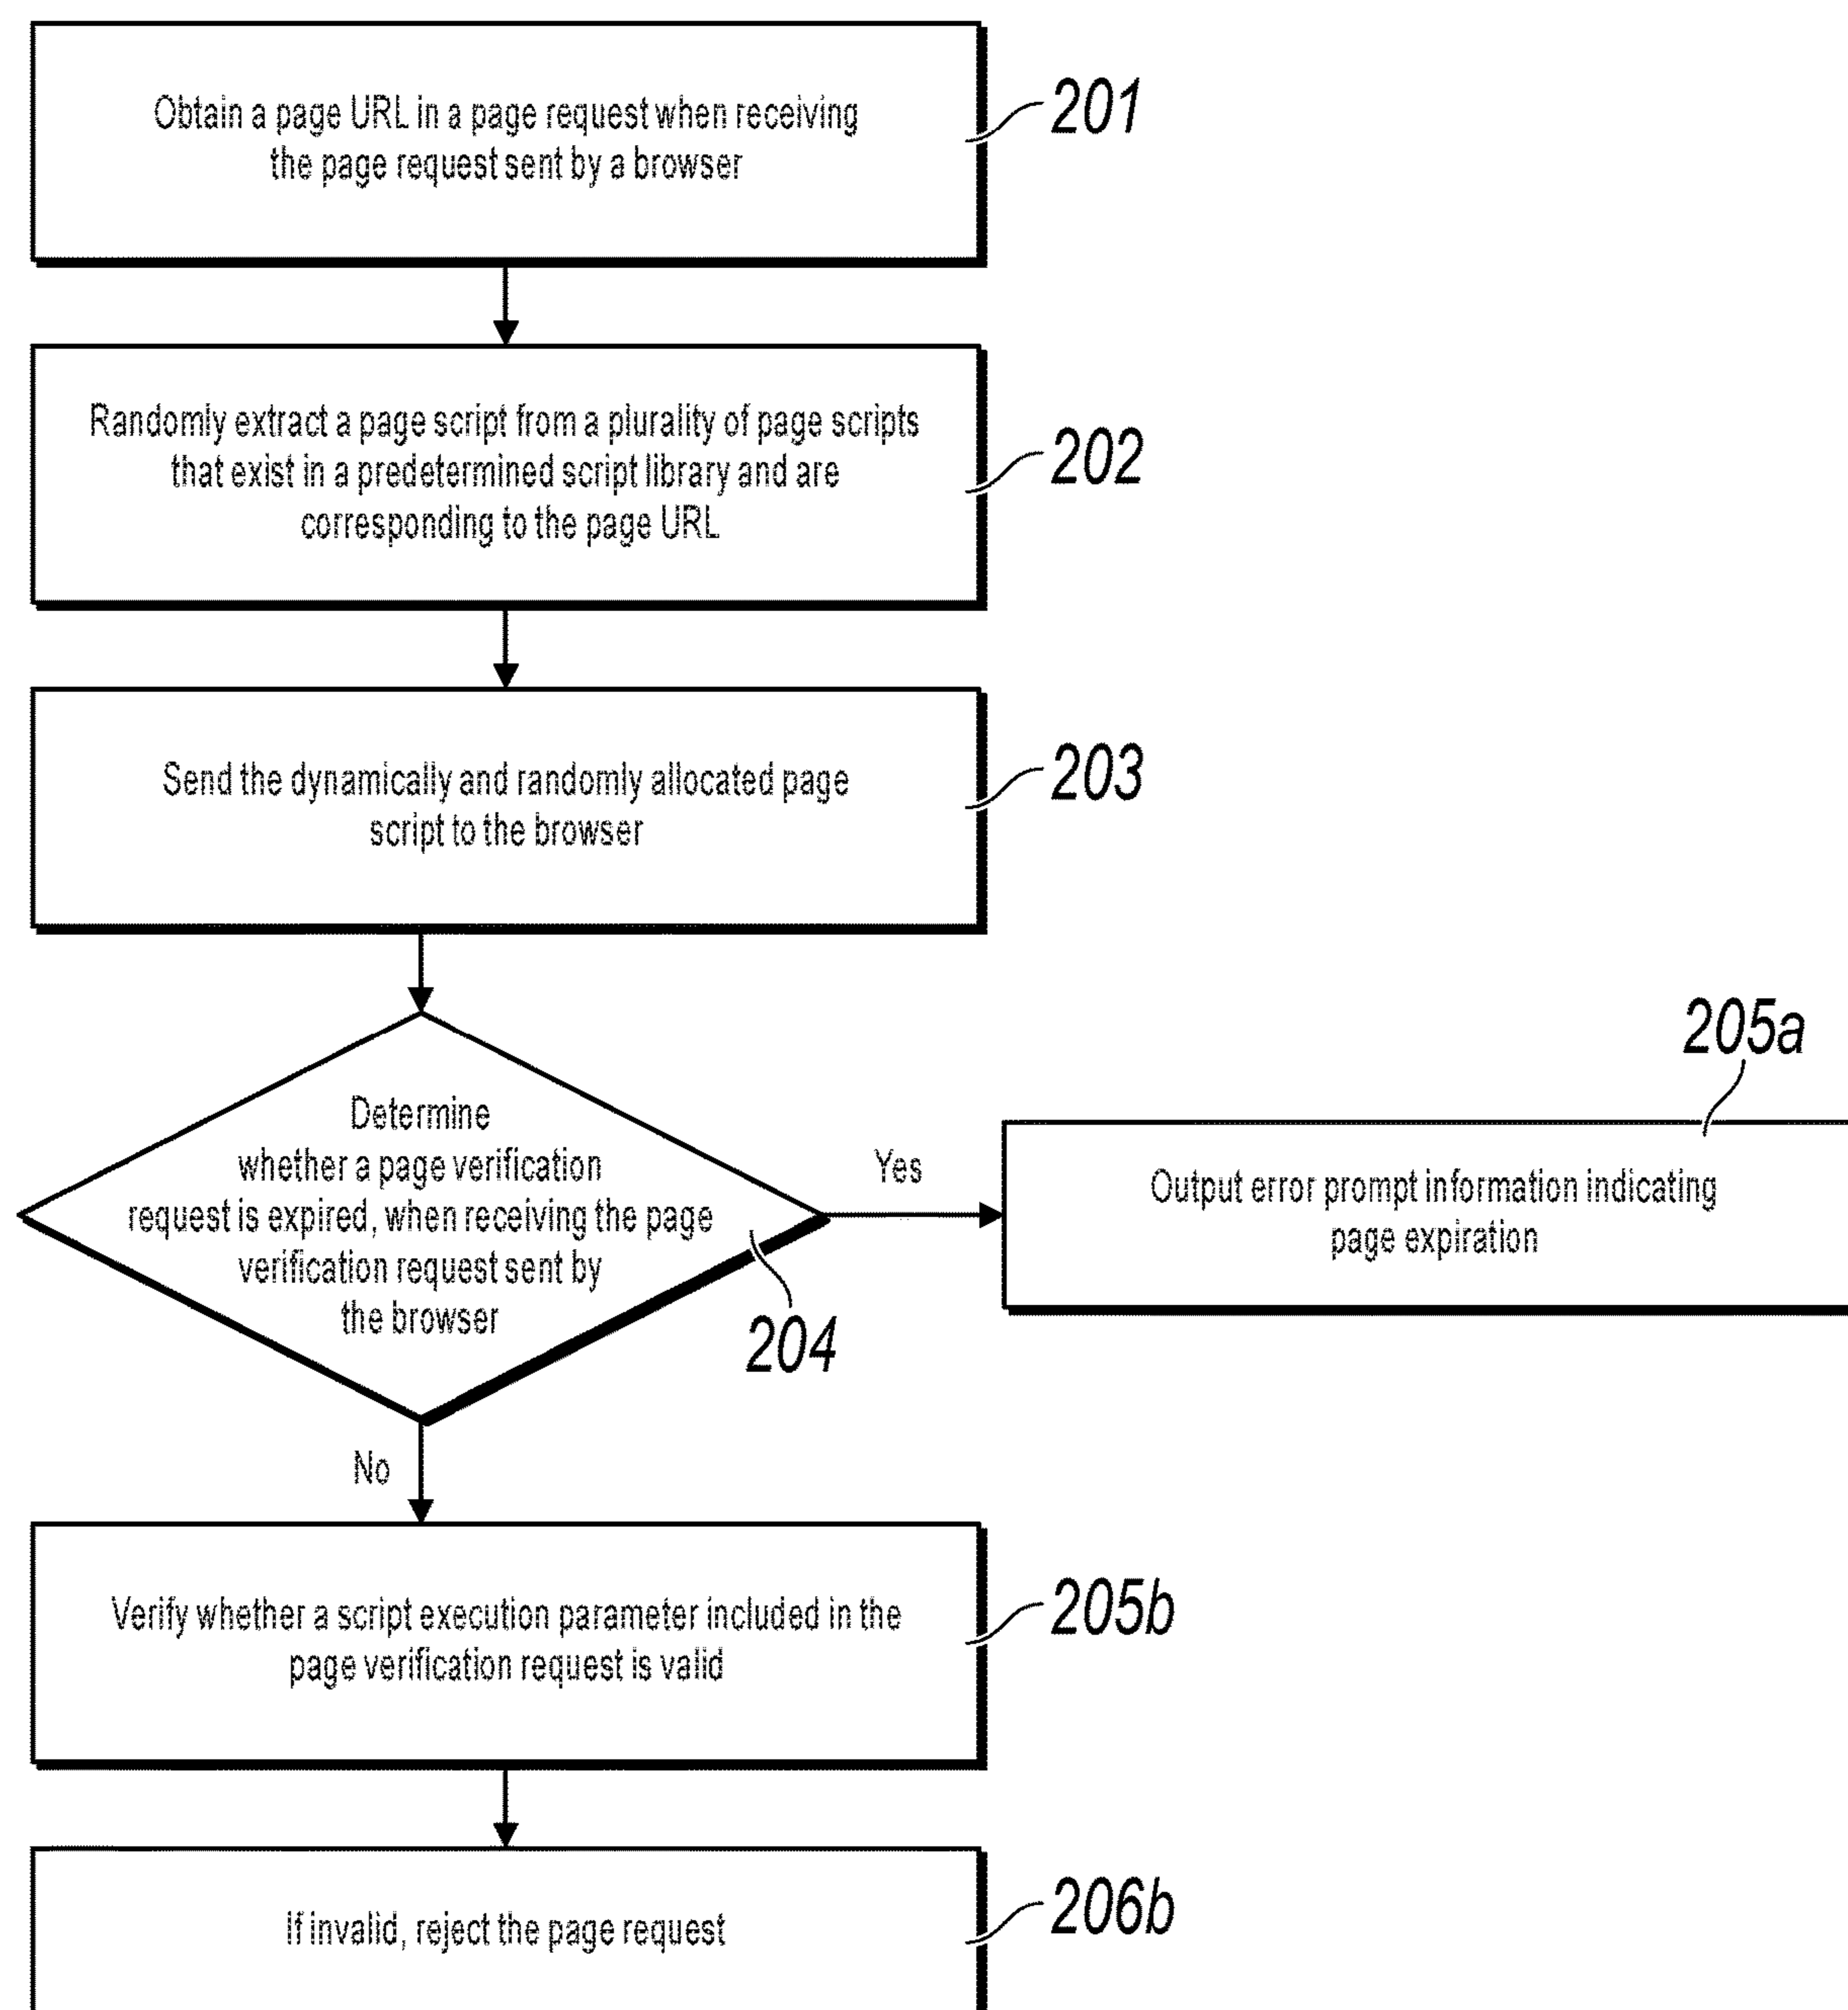 Obtain a page URL in a page request when receiving
the page request sent by a browser
201
Randomly extract a page script from a plurality of page scripts
that exist in a predetermined script library and are
corresponding to the page URL
202
Send the dynamically and randomly allocated page
script to the browser
203
Determine
whether a page verification
request is expired, when receiving the page
verification request sent by
the browser
204
Yes
205a
Output error prompt information indicating
page expiration
No
Verify whether a script execution parameter included in the
page verification request is valid
205b
If invalid, reject the page request
206b